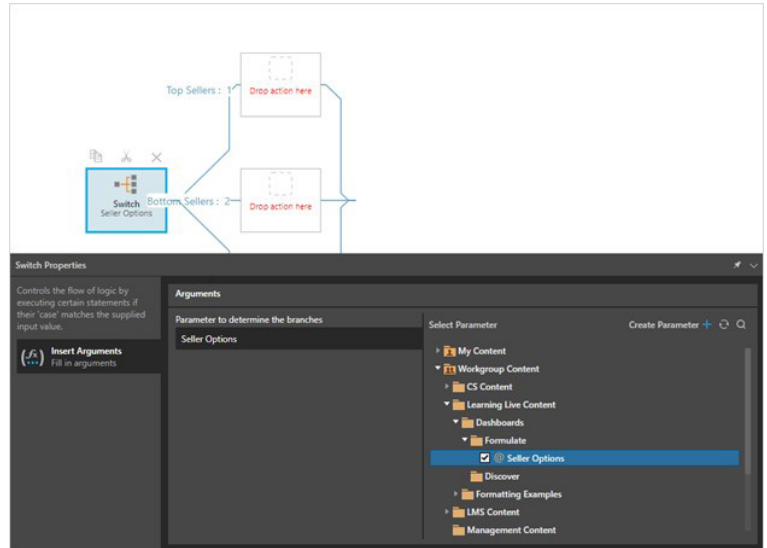 Top Sellers : 1
Drop action here
Switch
Seller Options
Bottom Sellers : 2
Drop action here
Switch Properties
Controls the flow of logic by
executing certain statements if
their 'case' matches the supplied
input value.
Insert Arguments
Fill in arguments
Arguments
Parameter to determine the branches
Seller Options
Select Parameter
Create Parameter +
My Content
Workgroup Content
CS Content
Learning Live Content
Dashboards
Formulate
@ Seller Options
Discover
Formatting Examples
LMS Content
Management Content